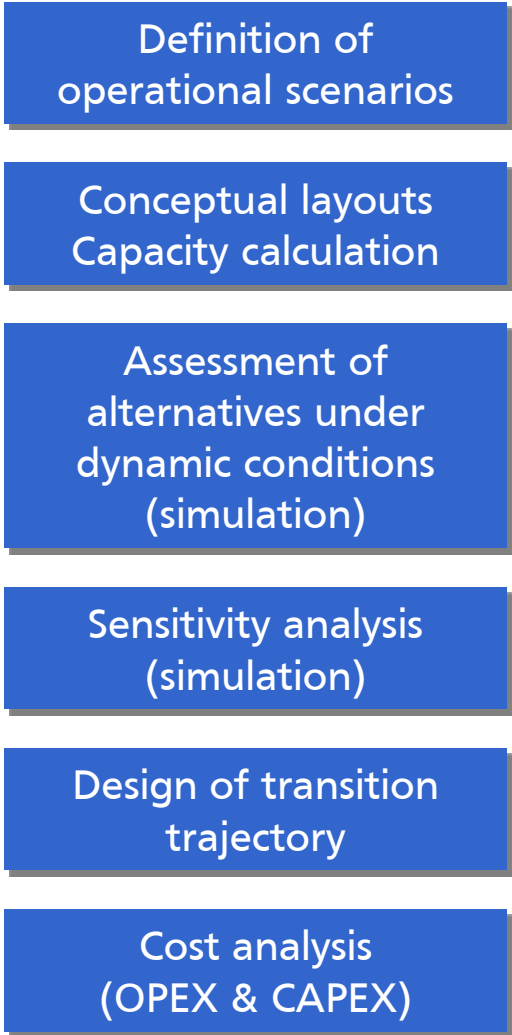 Definition of
operational scenarios
Conceptual layouts
Capacity calculation
Assessment of
alternatives under
dynamic conditions
(simulation)
Sensitivity analysis
(simulation)
Design of transition
trajectory
Cost analysis
(OPEX & CAPEX)